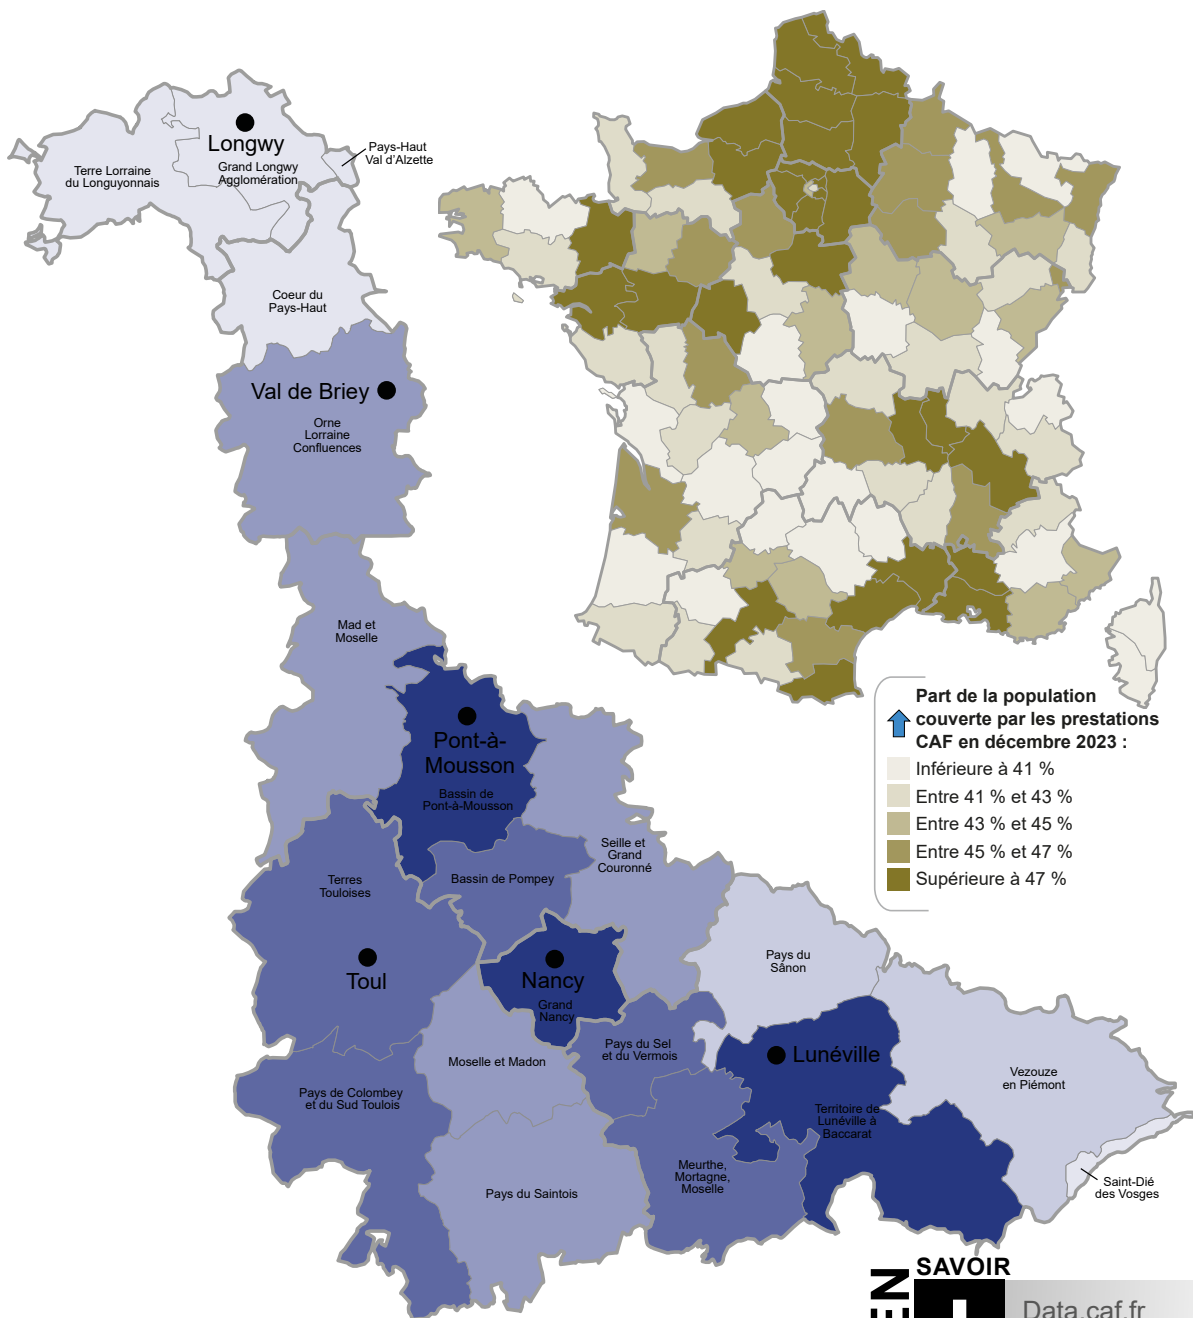 Longwy
Grand Longwy
Agglomération
Pays-Haut
Val d'Alzette
Terre Lorraine
du Longuyonnais
Coeur du
Pays-Haut
Val de Briey
Orne
Lorraine
Confluences
Mad et
Moselle
Pont-à-
Mousson
Bassin de
Pont-à-Mousson
Seille et
Grand
Couronné
Terres
Touloises
Bassin de Pompey
Toul
Nancy
Grand
Nancy
Pays du
Sânon
Moselle et Madon
Pays du Sel
et du Vermois
Lunéville
Vezouze
en Piémont
Pays de Colombey
et du Sud Toulois
Territoire de
Lunéville à
Baccarat
Meurthe,
Mortagne,
Moselle
Pays du Saintois
Saint-Dié
des Vosges
Part de la population
couverte par les prestations
CAF en décembre 2023 :
Inférieure à 41 %
Entre 41 % et 43 %
Entre 43 % et 45 %
Entre 45 % et 47 %
Supérieure à 47 %
EN
SAVOIR
Data.caf.fr